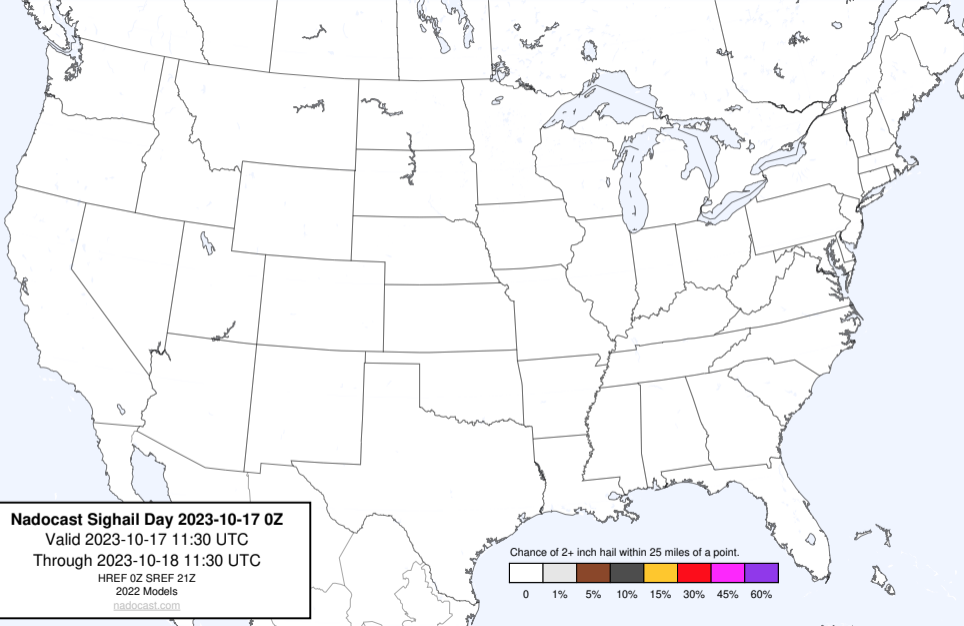 Nadocast Sighail Day 2023-10-17 0Z
Valid 2023-10-17 11:30 UTC
Through 2023-10-18 11:30 UTC
HREF 0Z SREF 21Z
2022 Models
nadocast.com
Chance of 2+ inch hail within 25 miles of a point.
0 1% 5% 10% 15% 30% 45% 60%